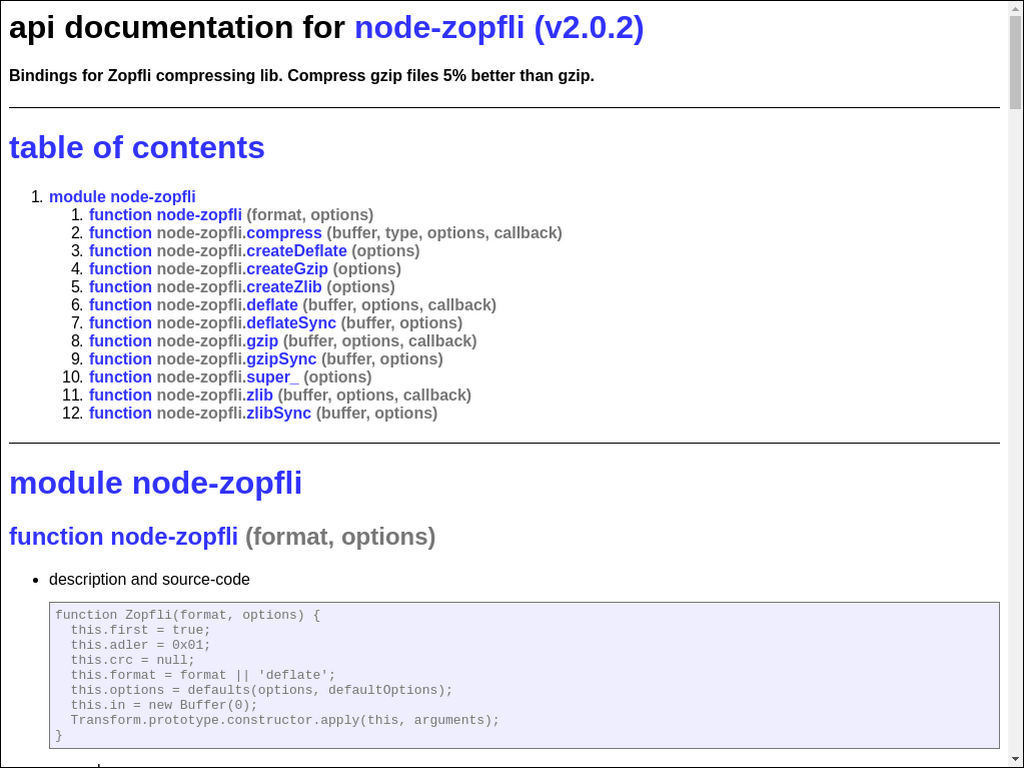 api documentation for node-zopfli (v2.0.2)
Bindings for Zopfli compressing lib. Compress gzip files 5% better than gzip.
table of contents
1. module node-zopfli
1. function node-zopfli (format, options)
2. function node-zopfli.compress (buffer, type, options, callback)
3. function node-zopfli.createDeflate (options)
4. function node-zopfli.createGzip (options)
5. function node-zopfli.createZlib (options)
6. function node-zopfli.deflate (buffer, options, callback)
7. function node-zopfli.deflateSync (buffer, options)
8. function node-zopfli.gzip (buffer, options, callback)
9. function node-zopfli.gzipSync (buffer, options)
10. function node-zopfli.super_ (options)
11. function node-zopfli.zlib (buffer, options, callback)
12. function node-zopfli.zlibSync (buffer, options)
module node-zopfli
function node-zopfli (format, options)
• description and source-code
function Zopfli(format, options) {
  this.first = true;
  this.adler = 0x01;
  this.crc = null;
  this.format = format || 'deflate';
  this.options = defaults(options, defaultOptions);
  this.in = new Buffer(0);
  Transform.prototype.constructor.apply(this, arguments);
}